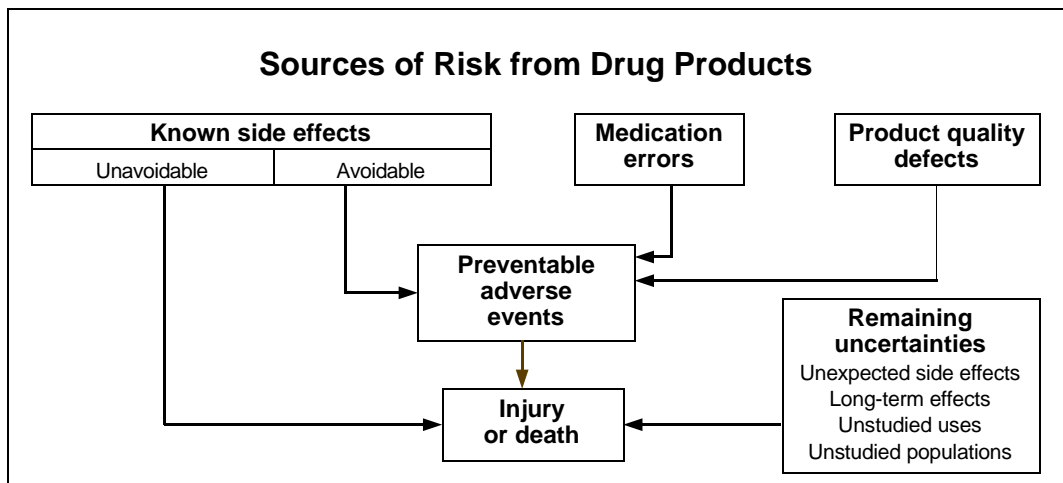 Sources of Risk from Drug Products
Known side effects
Unavoidable
Avoidable
Medication
errors
Product quality
defects
Preventable
adverse
events
Remaining
uncertainties
Unexpected side effects
Long-term effects
Unstudied uses
Unstudied populations
Injury
or death